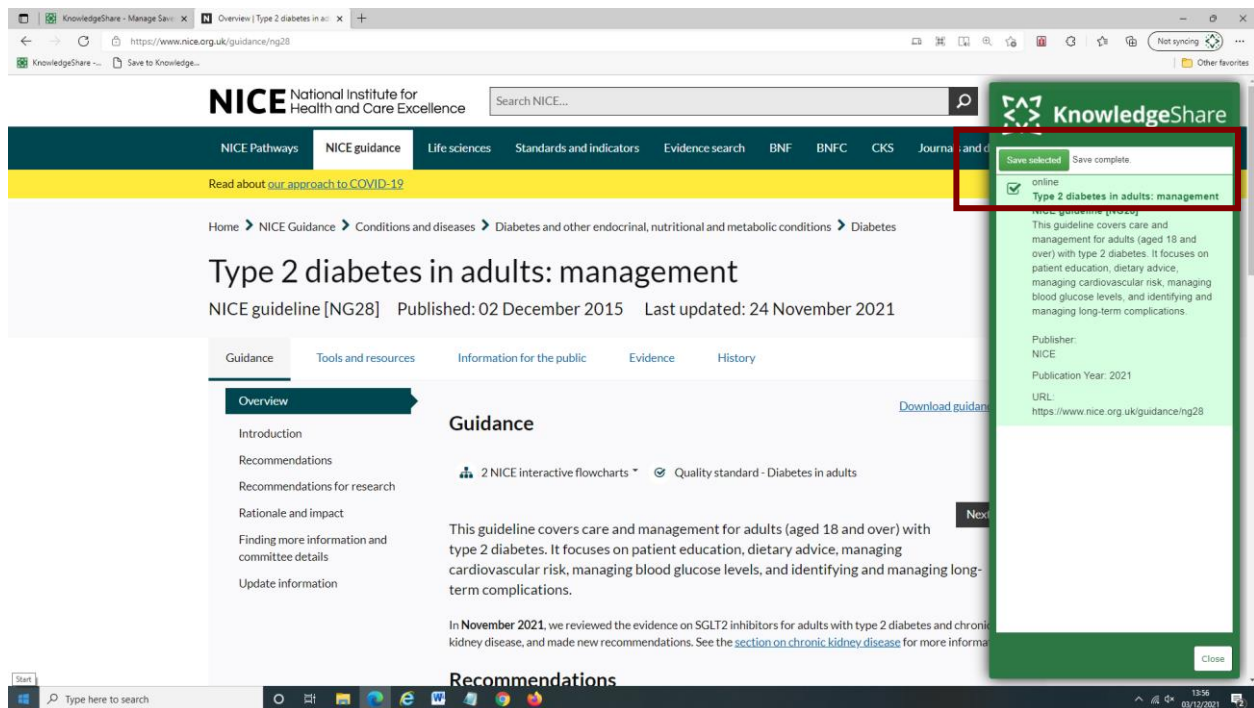 KnowledgeShare - Manage Save
Overview | Type 2 diabetes in ad
https://www.nice.org.uk/guidance/ng28
Not syncing
KnowledgeShare -...
Save to Knowledge...
Other favorites
NICE National Institute for
Health and Care Excellence
Search NICE...
NICE Pathways
NICE guidance
Life sciences
Standards and indicators
Evidence search
BNF
BNFC
CKS
Journals and d
Read about our approach to COVID-19
Home > NICE Guidance > Conditions and diseases > Diabetes and other endocrinal, nutritional and metabolic conditions > Diabetes
Type 2 diabetes in adults: management
NICE guideline [NG28] Published: 02 December 2015 Last updated: 24 November 2021
Guidance
Tools and resources
Information for the public
Evidence
History
Overview
Introduction
Recommendations
Recommendations for research
Rationale and impact
Finding more information and
committee details
Update information
Download guidanc
Guidance
2 NICE interactive flowcharts
Quality standard - Diabetes in adults
Next
This guideline covers care and management for adults (aged 18 and over) with
type 2 diabetes. It focuses on patient education, dietary advice, managing
cardiovascular risk, managing blood glucose levels, and identifying and managing long-
term complications.
In November 2021, we reviewed the evidence on SGLT2 inhibitors for adults with type 2 diabetes and chronic
kidney disease, and made new recommendations. See the section on chronic kidney disease for more informa
Recommendations
KnowledgeShare
Save selected
Save complete.
online
Type 2 diabetes in adults: management
NICE guideline [NG28]
This guideline covers care and
management for adults (aged 18 and
over) with type 2 diabetes. It focuses on
patient education, dietary advice,
managing cardiovascular risk, managing
blood glucose levels, and identifying and
managing long-term complications.
Publisher:
NICE
Publication Year: 2021
URL:
https://www.nice.org.uk/guidance/ng28
Close
Start
Type here to search
13:56
03/12/2021